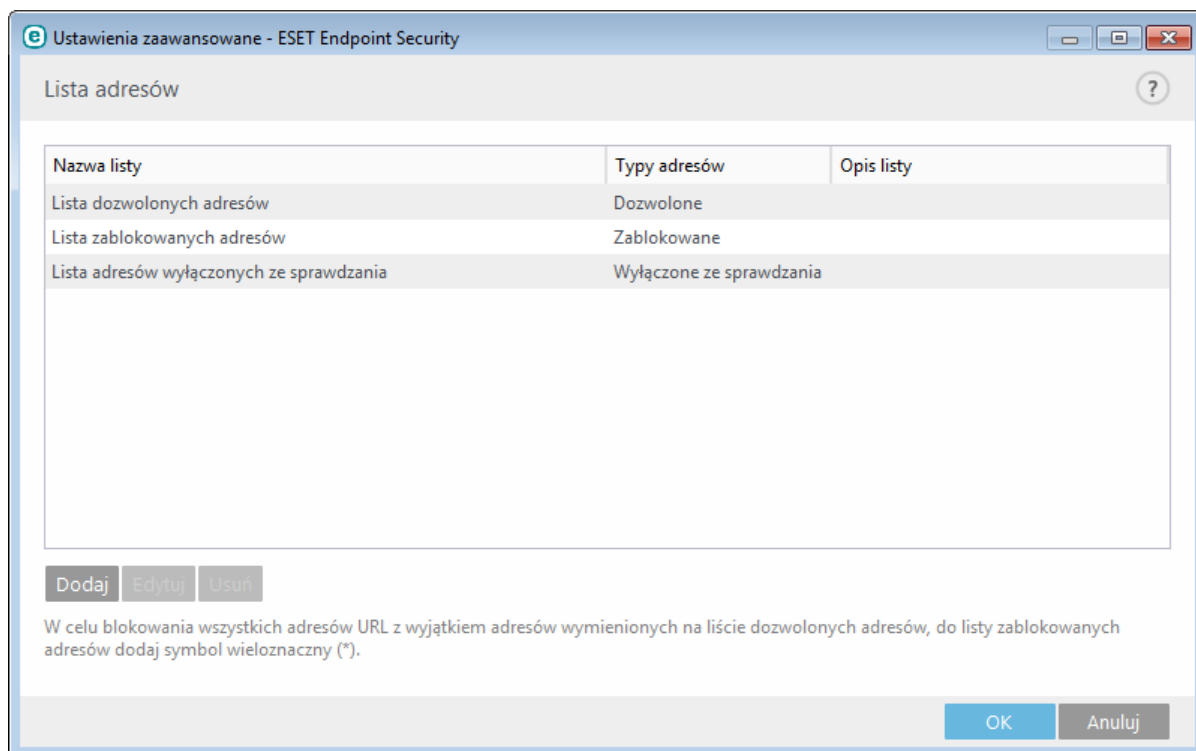 Ustawienia zaawansowane - ESET Endpoint Security
Lista adresów
?
Nazwa listy Typy adresów Opis listy
Lista dozwolonych adresów Dozwolone
Lista zablokowanych adresów Zablokowane
Lista adresów wyłączonych ze sprawdzania Wyłączone ze sprawdzania
Dodaj Edytuj Usuń
W celu blokowania wszystkich adresów URL z wyjątkiem adresów wymienionych na liście dozwolonych adresów, do listy zablokowanych
adresów dodaj symbol wieloznaczny (*).
OK Anuluj